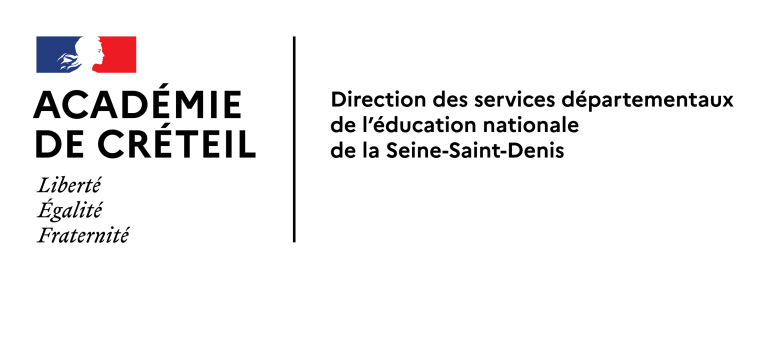 ACADÉMIE
DE CRÉTEIL
Liberté
Égalité
Fraternité
Direction des services départementaux
de l'éducation nationale
de la Seine-Saint-Denis